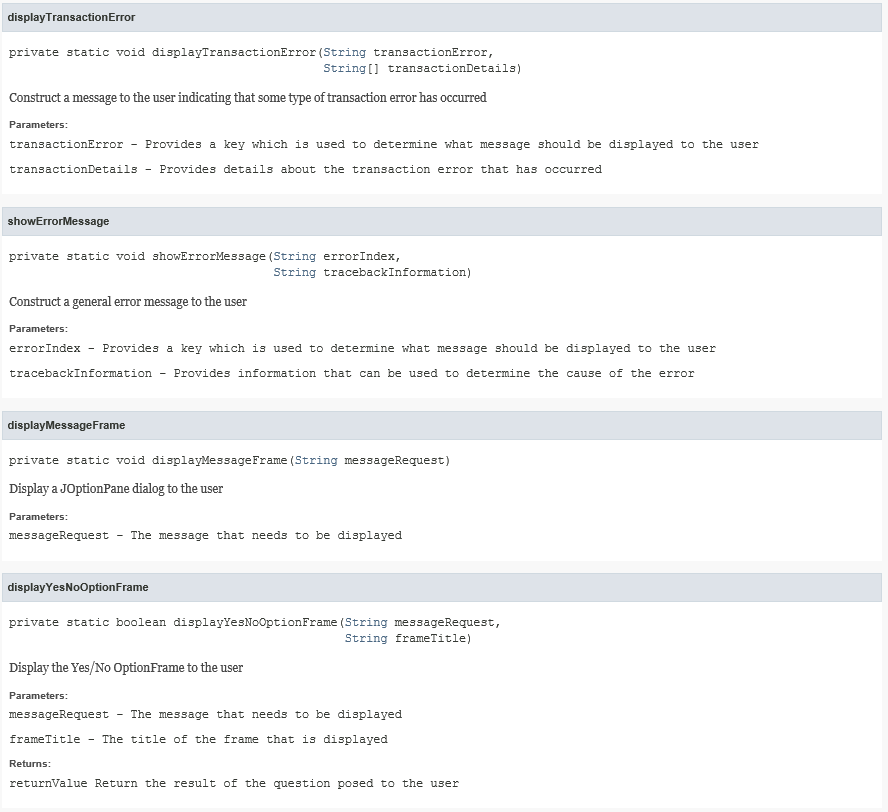 displayTransactionError
private static void displayTransactionError(String transactionError,
String[] transactionDetails)
Construct a message to the user indicating that some type of transaction error has occurred
Parameters:
transactionError - Provides a key which is used to determine what message should be displayed to the user
transactionDetails - Provides details about the transaction error that has occurred
showErrorMessage
private static void showErrorMessage(String errorIndex,
String tracebackInformation)
Construct a general error message to the user
Parameters:
errorIndex - Provides a key which is used to determine what message should be displayed to the user
tracebackInformation - Provides information that can be used to determine the cause of the error
displayMessageFrame
private static void displayMessageFrame(String messageRequest)
Display a JOptionPane dialog to the user
Parameters:
messageRequest - The message that needs to be displayed
displayYesNoOptionFrame
private static boolean displayYesNoOptionFrame(String messageRequest,
String frameTitle)
Display the Yes/No OptionFrame to the user
Parameters:
messageRequest - The message that needs to be displayed
frameTitle - The title of the frame that is displayed
Returns:
returnValue Return the result of the question posed to the user